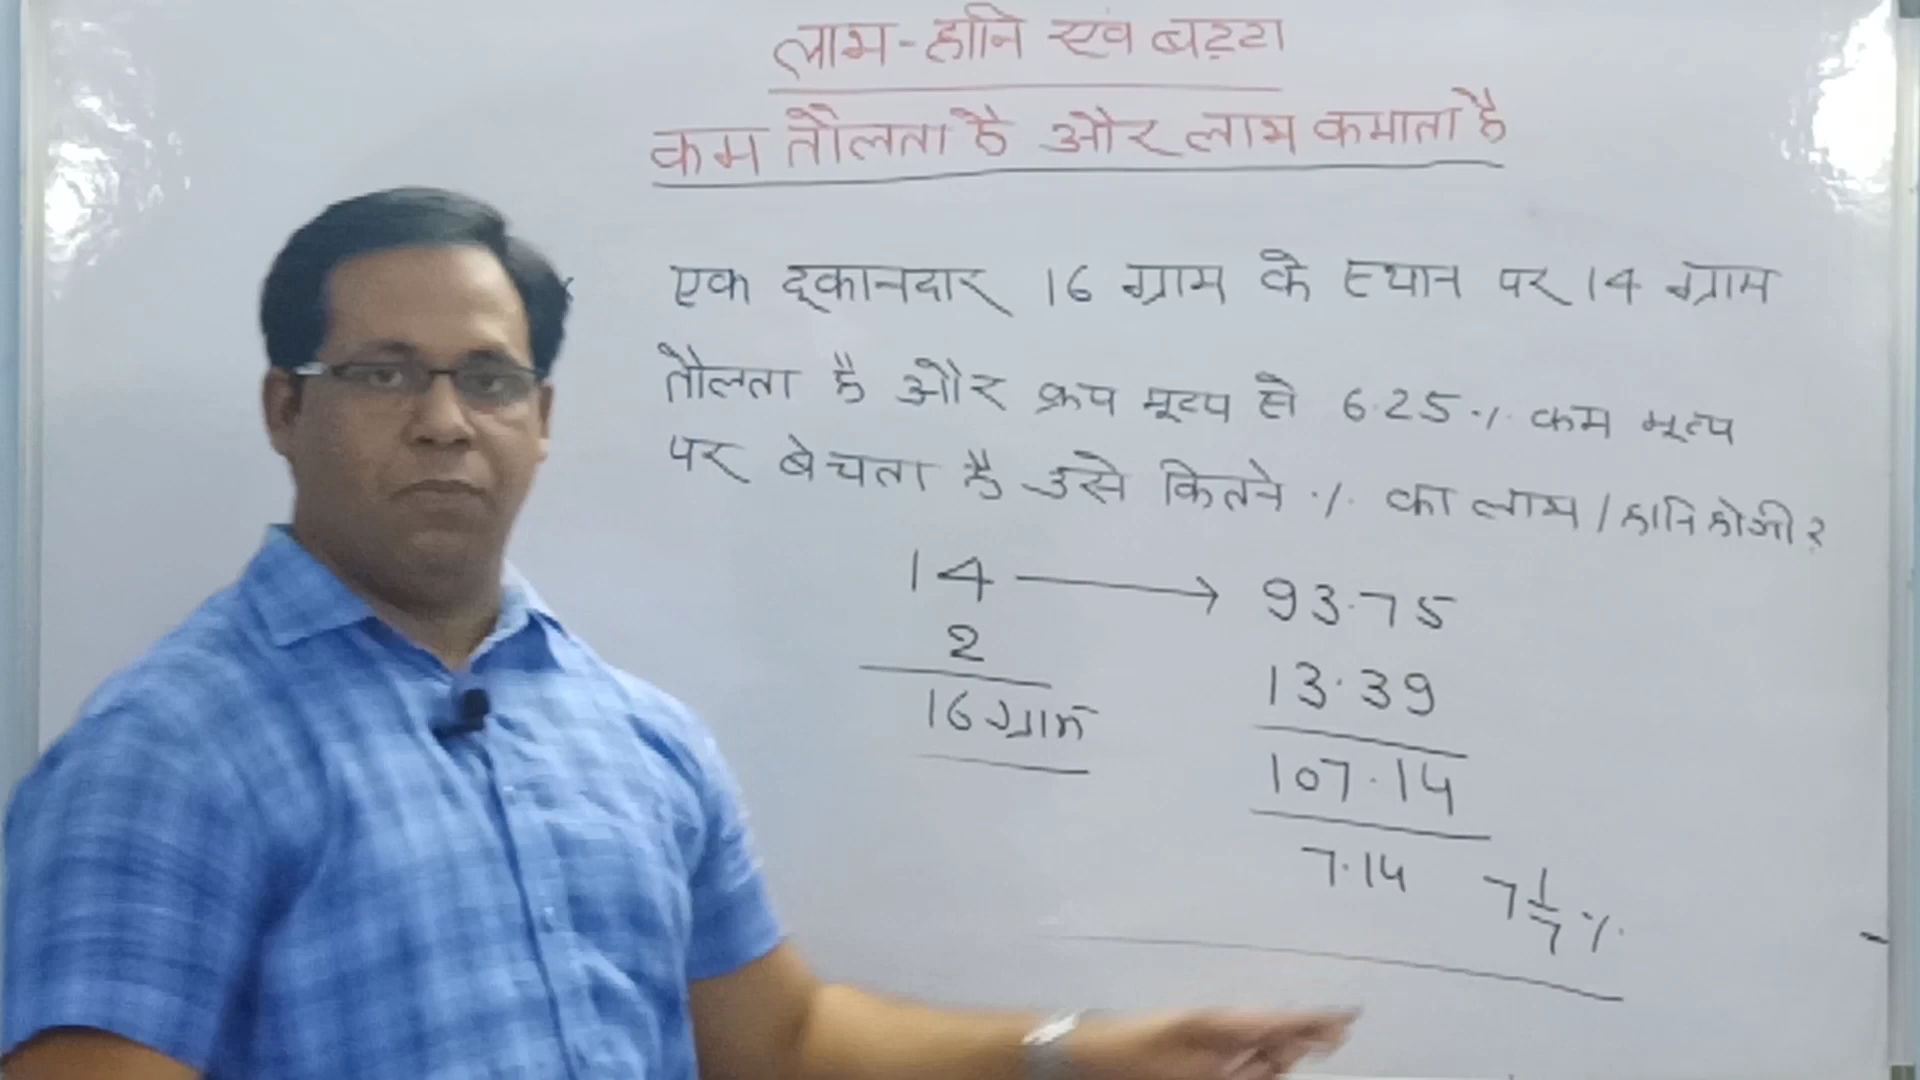 लाभ-हानि एवं बट्टा
कम तौलता है और लाभ कमाता है
एक दूकानदार 16 ग्राम के स्थान पर 14 ग्राम
तौलता है और क्रय मूल्य से 6.25% कम मूल्य
पर बेचता है उसे कितने % का लाभ/हानि होगी?
14 → 93.75
2 13.39
16 ग्राम 107.14
7.14 7 1/7 %